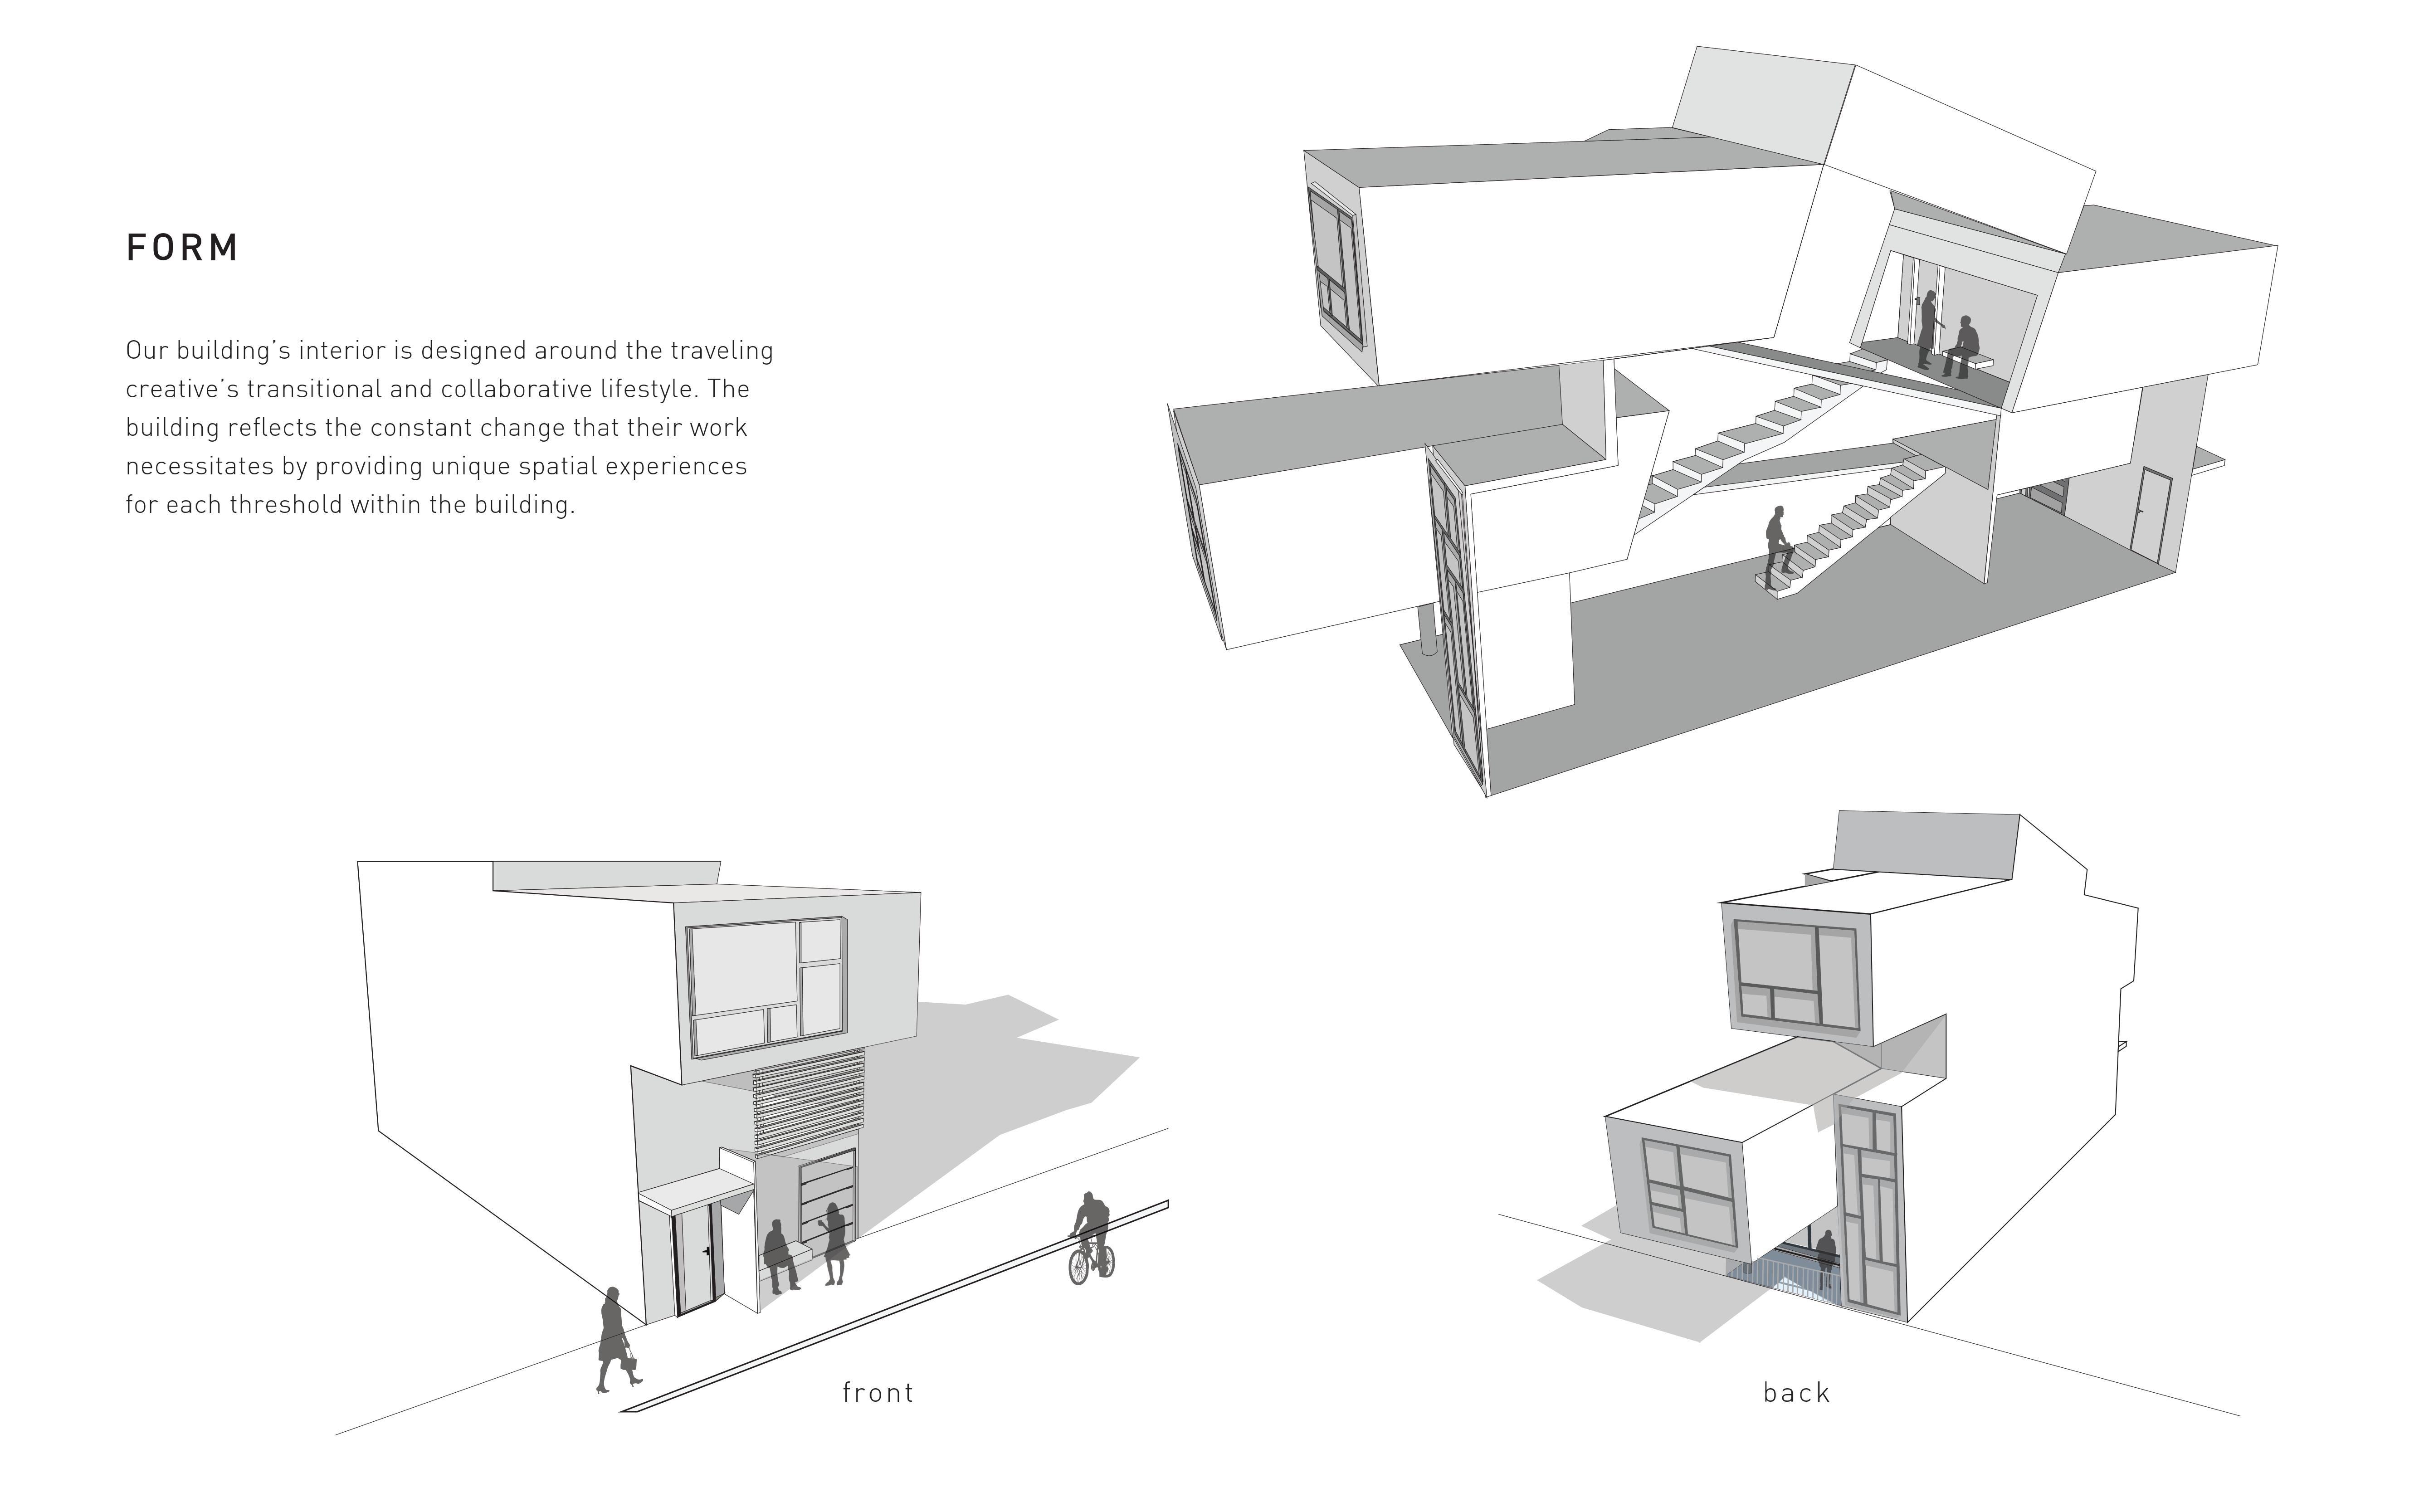 FORM
Our building’s interior is designed around the traveling
creative’s transitional and collaborative lifestyle. The
building reflects the constant change that their work
necessitates by providing unique spatial experiences
for each threshold within the building.
front
back